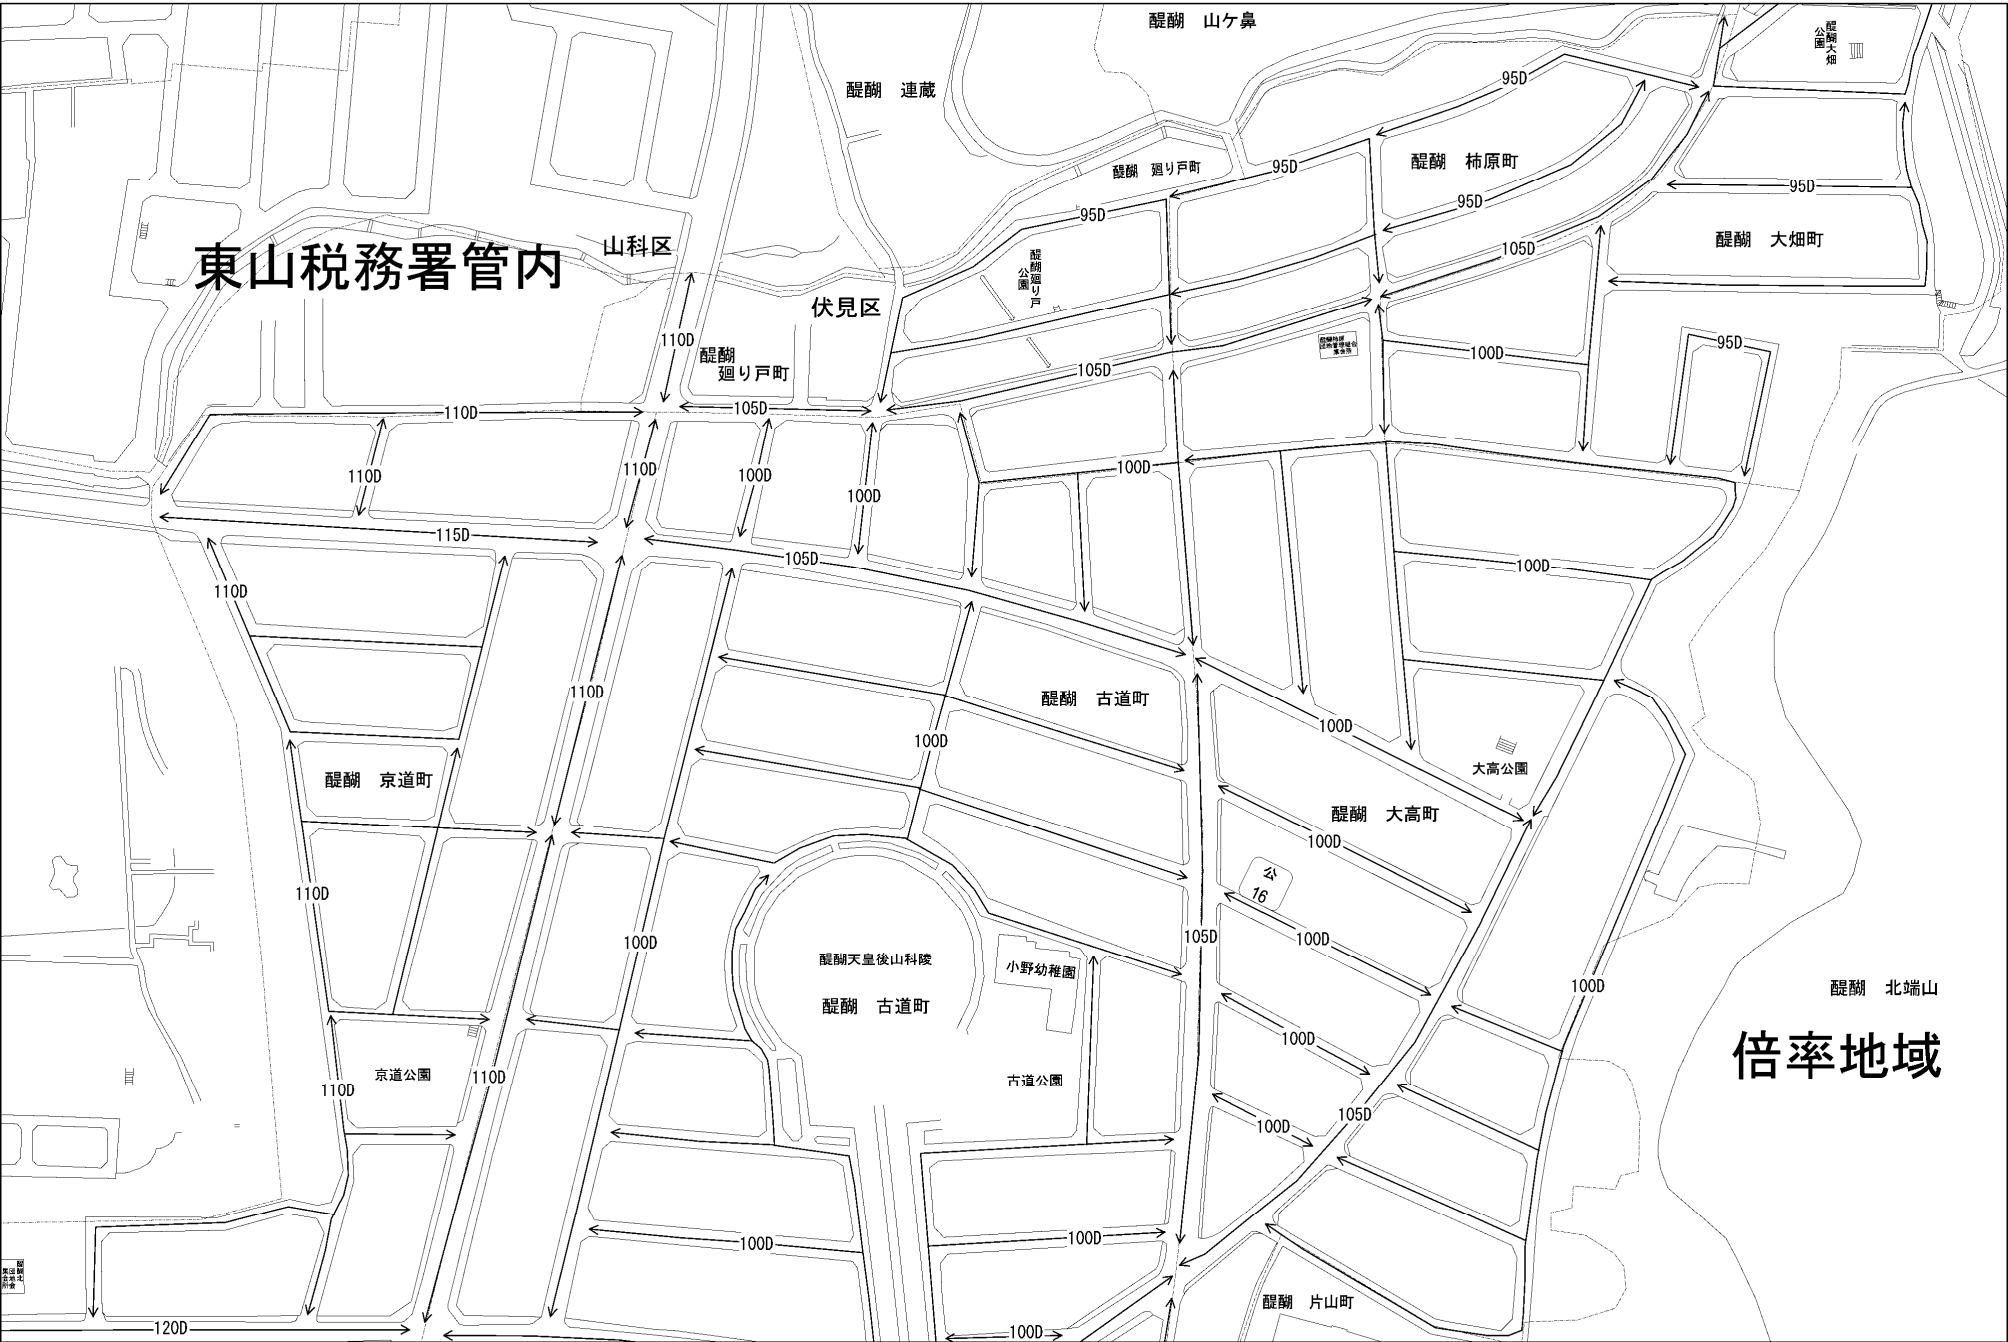 醍醐 山ケ鼻
醍醐大畑
公園
醍醐 連蔵
95D
醍醐 柿原町
醍醐 廻り戸町
95D
95D
95D
95D
105D
醍醐 大畑町
山科区
東山税務署管内
醍醐廻り戸
公園
伏見区
110D
醍醐
廻り戸町
100D
95D
105D
110D
105D
110D
110D
100D
100D
100D
115D
105D
100D
110D
110D
醍醐 古道町
100D
100D
大高公園
醍醐 京道町
醍醐 大高町
100D
公
16
110D
100D
105D
100D
醍醐天皇後山科陵
小野幼稚園
醍醐 古道町
100D
醍醐 北端山
倍率地域
100D
京道公園
110D
110D
古道公園
105D
100D
100D
100D
醍醐 片山町
120D
100D